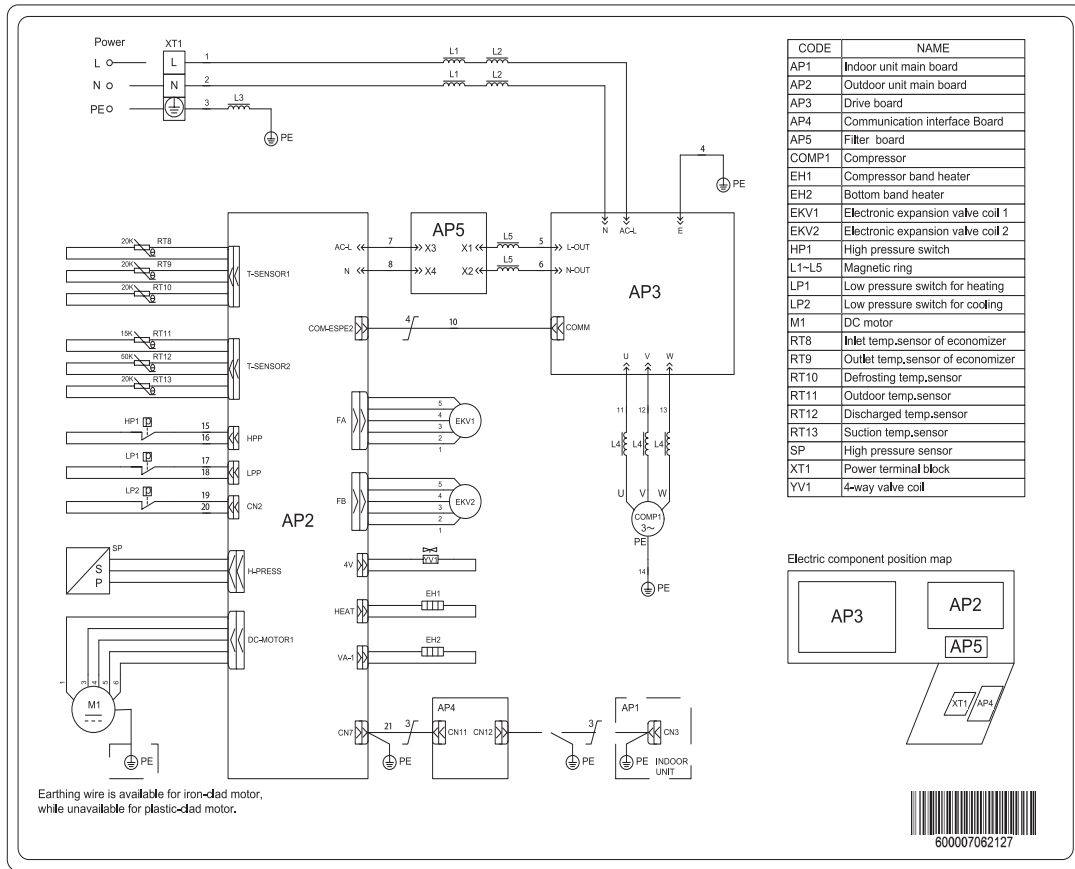 Power
XT1
L
L
1
L1
L2
N
N
2
L1
L2
PE
3
L3
PE
4
PE
CODE NAME
AP1 Indoor unit main board
AP2 Outdoor unit main board
AP3 Drive board
AP4 Communication interface Board
AP5 Filter board
COMP1 Compressor
EH1 Compressor band heater
EH2 Bottom band heater
EKV1 Electronic expansion valve coil 1
EKV2 Electronic expansion valve coil 2
HP1 High pressure switch
L1~L5 Magnetic ring
LP1 Low pressure switch for heating
LP2 Low pressure switch for cooling
M1 DC motor
RT8 Inlet temp.sensor of economizer
RT9 Outlet temp.sensor of economizer
RT10 Defrosting temp.sensor
RT11 Outdoor temp.sensor
RT12 Discharged temp.sensor
RT13 Suction temp.sensor
SP High pressure sensor
XT1 Power terminal block
YV1 4-way valve coil
20K RT8
20K RT9
20K RT10
T-SENSOR1
15K RT11
50K RT12
20K RT13
T-SENSOR2
HP1 P
15
16
HPP
LP1 P
17
18
LPP
LP2 P
19
20
CN2
SP
S
P
H-PRESS
DC-MOTOR1
1 3 4 5 6
M1
PE
AP2
AC-L 7 X3
N 8 X4
AP5
X1 L5 5 L-OUT
X2 L5 6 N-OUT
N AC-L E
AP3
COM-ESPE2 4 10 COMM
U V W
11 12 13
L4 L4 L4
U V W
COMP1
3~
PE
14
PE
FA
5
4
3
2
1
EKV1
FB
5
4
3
2
1
EKV2
4V
YV1
HEAT
EH1
VA-1
EH2
CN7 21 3
PE
AP4
CN11 CN12
3
PE
AP1
CN3
PE INDOOR
UNIT
Electric component position map
AP3
AP2
AP5
XT1
AP4
Earthing wire is available for iron-clad motor,
while unavailable for plastic-clad motor.
600007062127